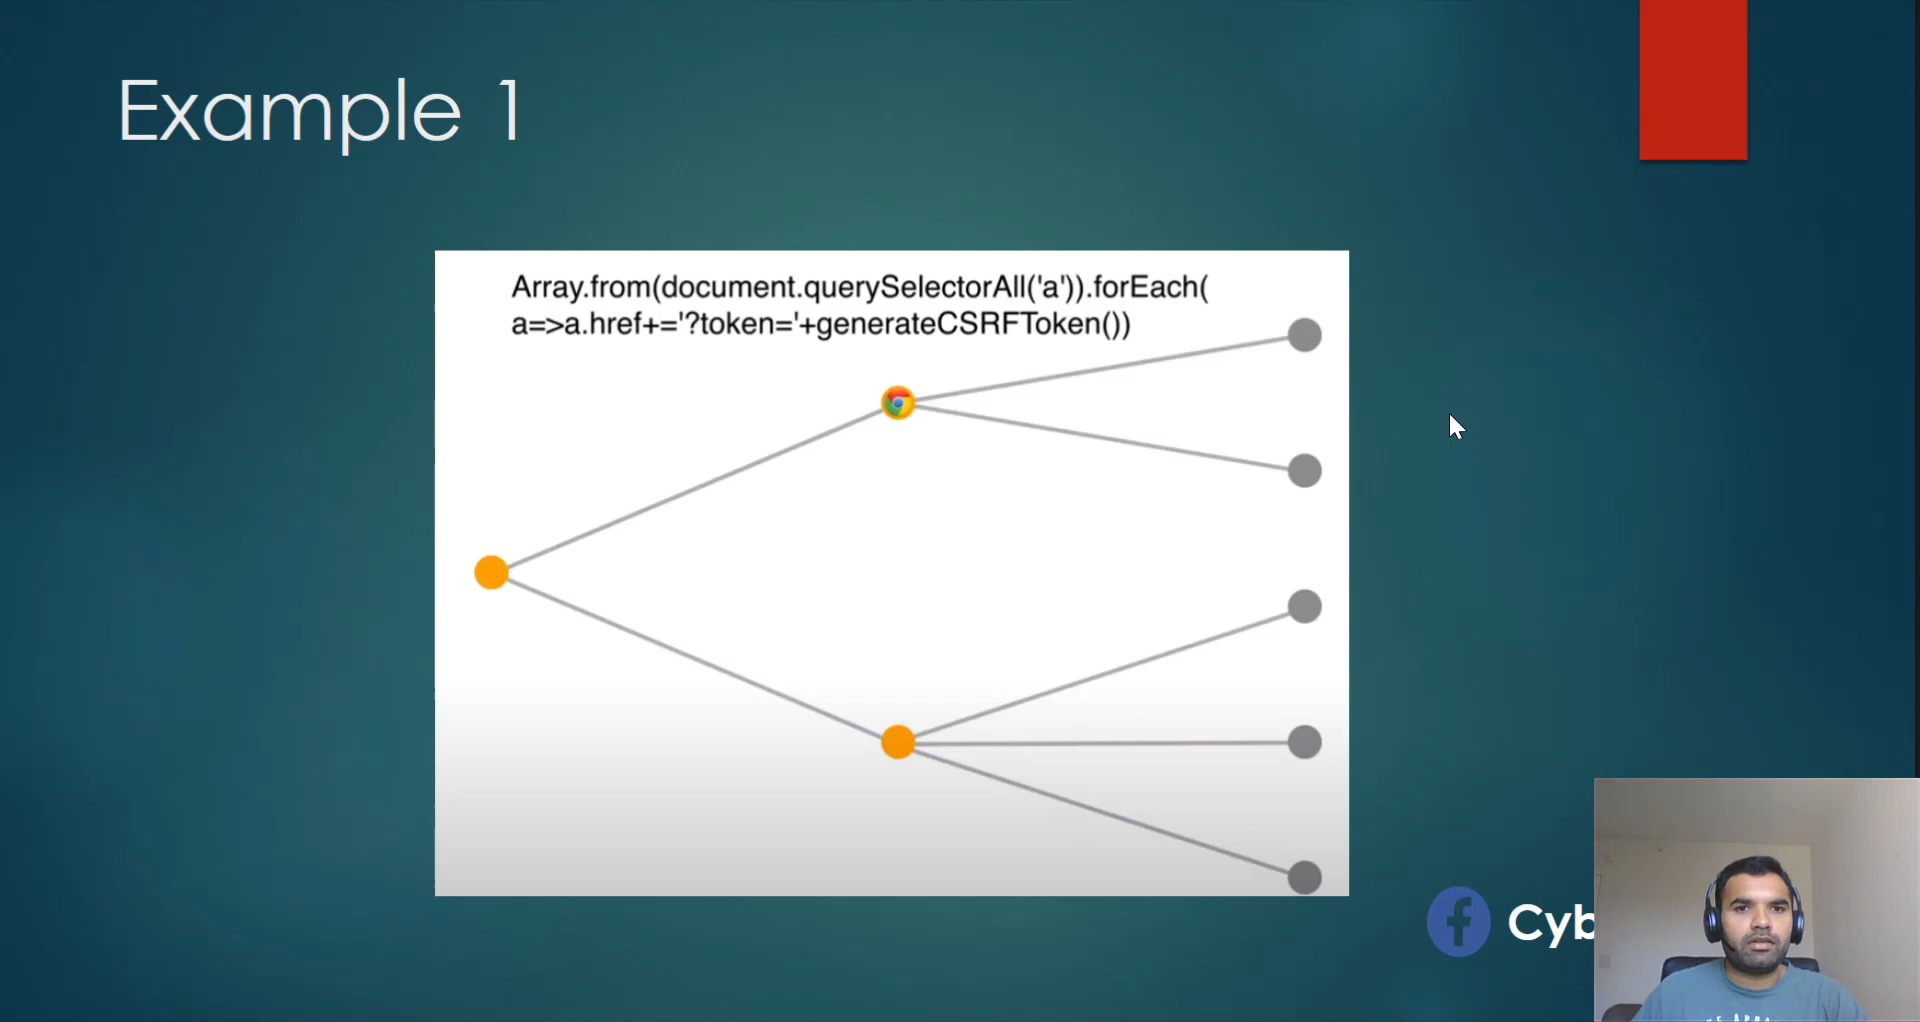 Example 1
Array.from(document.querySelectorAll('a')).forEach(
a=>a.href+='?token='+generateCSRFToken())
Cyb